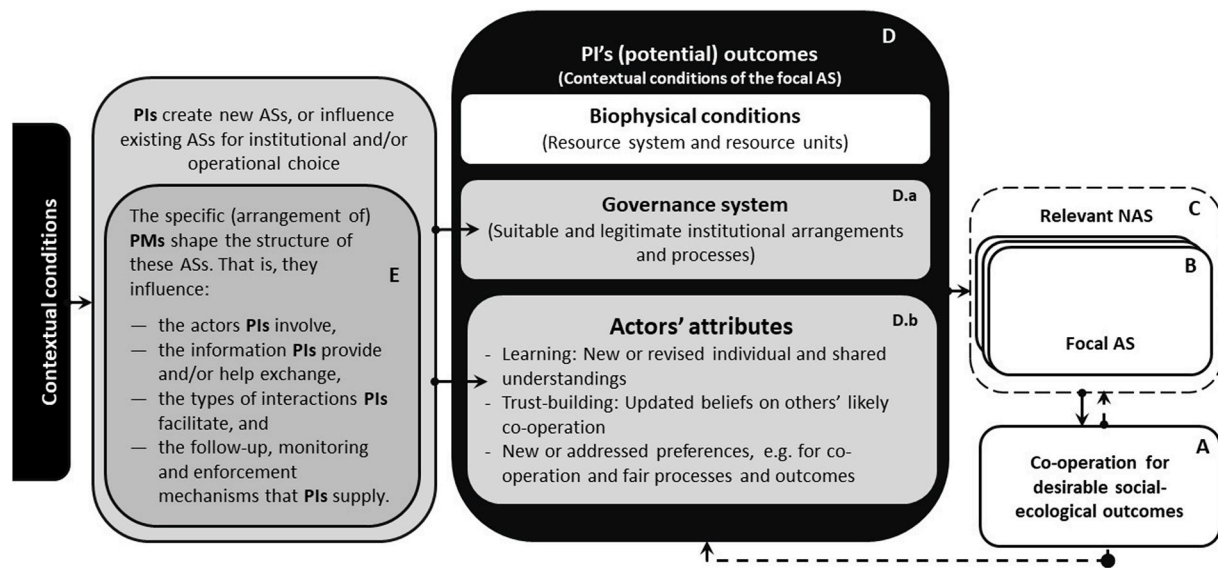 Contextual conditions
PIs create new ASs, or influence
existing ASs for institutional and/or
operational choice
The specific (arrangement of)
PMs shape the structure of
these ASs. That is, they
influence:
E
— the actors PIs involve,
— the information PIs provide
and/or help exchange,
— the types of interactions PIs
facilitate, and
— the follow-up, monitoring
and enforcement
mechanisms that PIs supply.
D
PI's (potential) outcomes
(Contextual conditions of the focal AS)
Biophysical conditions
(Resource system and resource units)
D.a
Governance system
(Suitable and legitimate institutional arrangements
and processes)
D.b
Actors' attributes
- Learning: New or revised individual and shared
understandings
- Trust-building: Updated beliefs on others' likely
co-operation
- New or addressed preferences, e.g. for co-
operation and fair processes and outcomes
C
Relevant NAS
B
Focal AS
A
Co-operation for
desirable social-
ecological outcomes